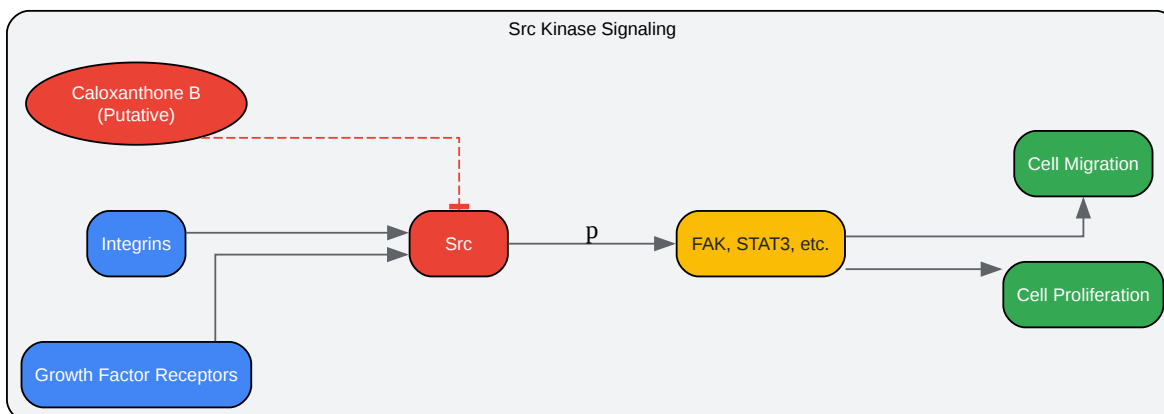 Src Kinase Signaling
Caloxanthone B
(Putative)
Cell Migration
Integrins
Src
p
FAK, STAT3, etc.
Cell Proliferation
Growth Factor Receptors